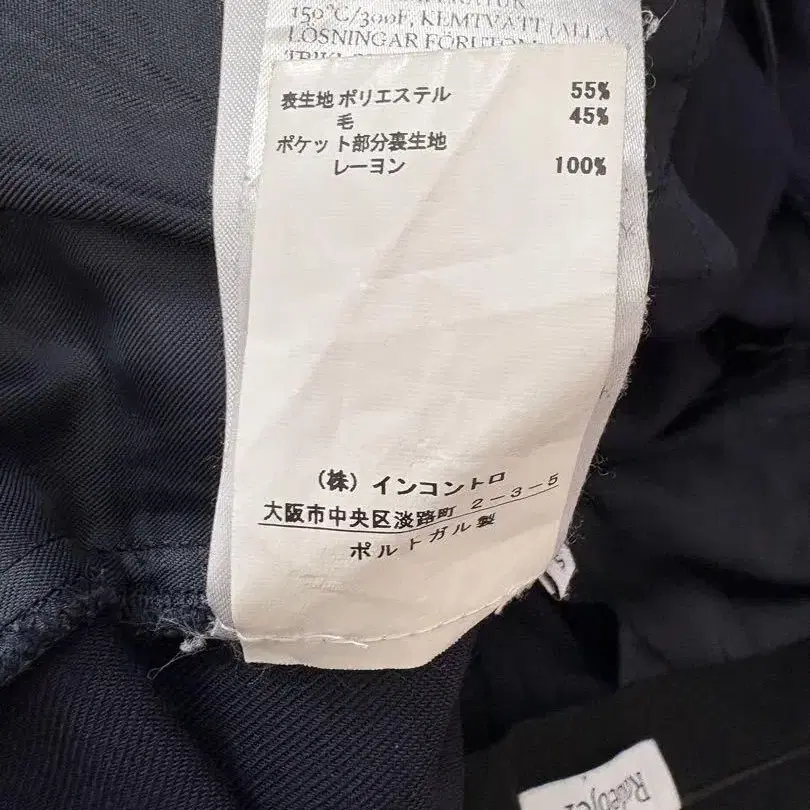 150°C/300F, KEMTVÄTT (ALLA
LÖSNINGAR FÖRUTOM
表生地 ポリエステル 55%
毛 45%
ポケット部分裏生地
レーヨン 100%
(株) インコントロ
大阪市中央区淡路町 2-3-5
ポルトガル製